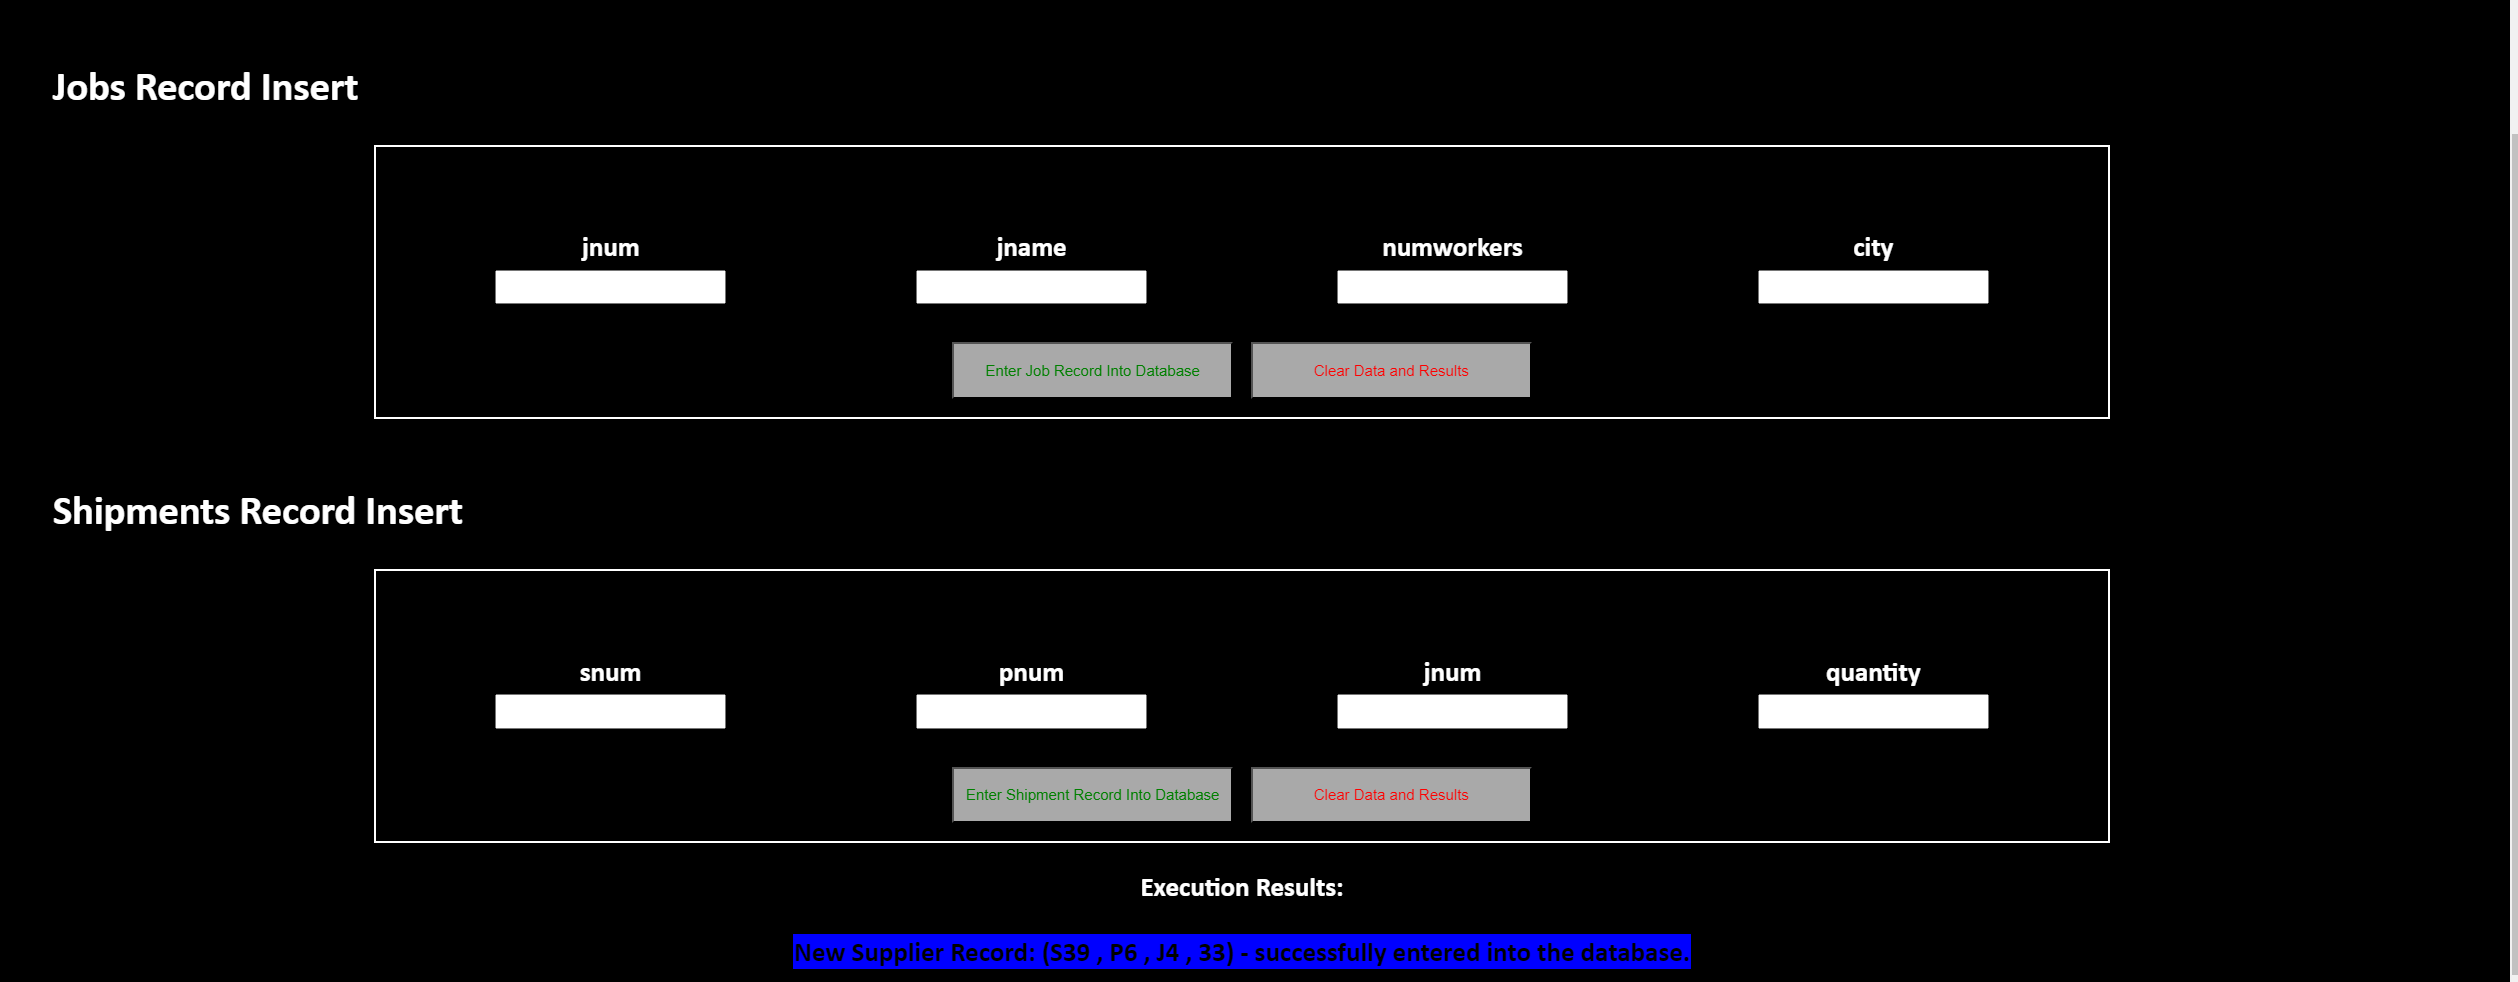 Jobs Record Insert
jnum jname numworkers city
Enter Job Record Into Database Clear Data and Results
Shipments Record Insert
snum pnum jnum quantity
Enter Shipment Record Into Database Clear Data and Results
Execution Results:
New Supplier Record: (S39 , P6 , J4 , 33) - successfully entered into the database.